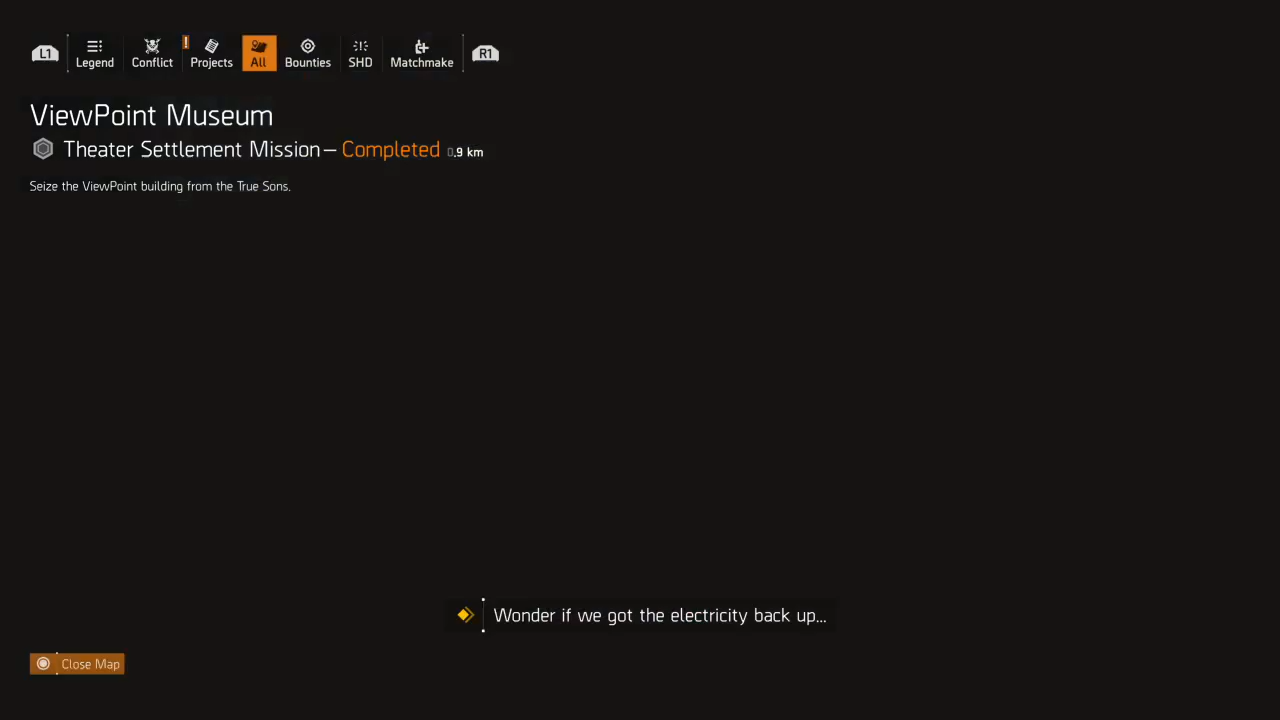 L1 Legend Conflict ! Projects All Bounties SHD Matchmake R1
ViewPoint Museum
Theater Settlement Mission— Completed .9 km
Seize the ViewPoint building from the True Sons.
Wonder if we got the electricity back up...
Close Map